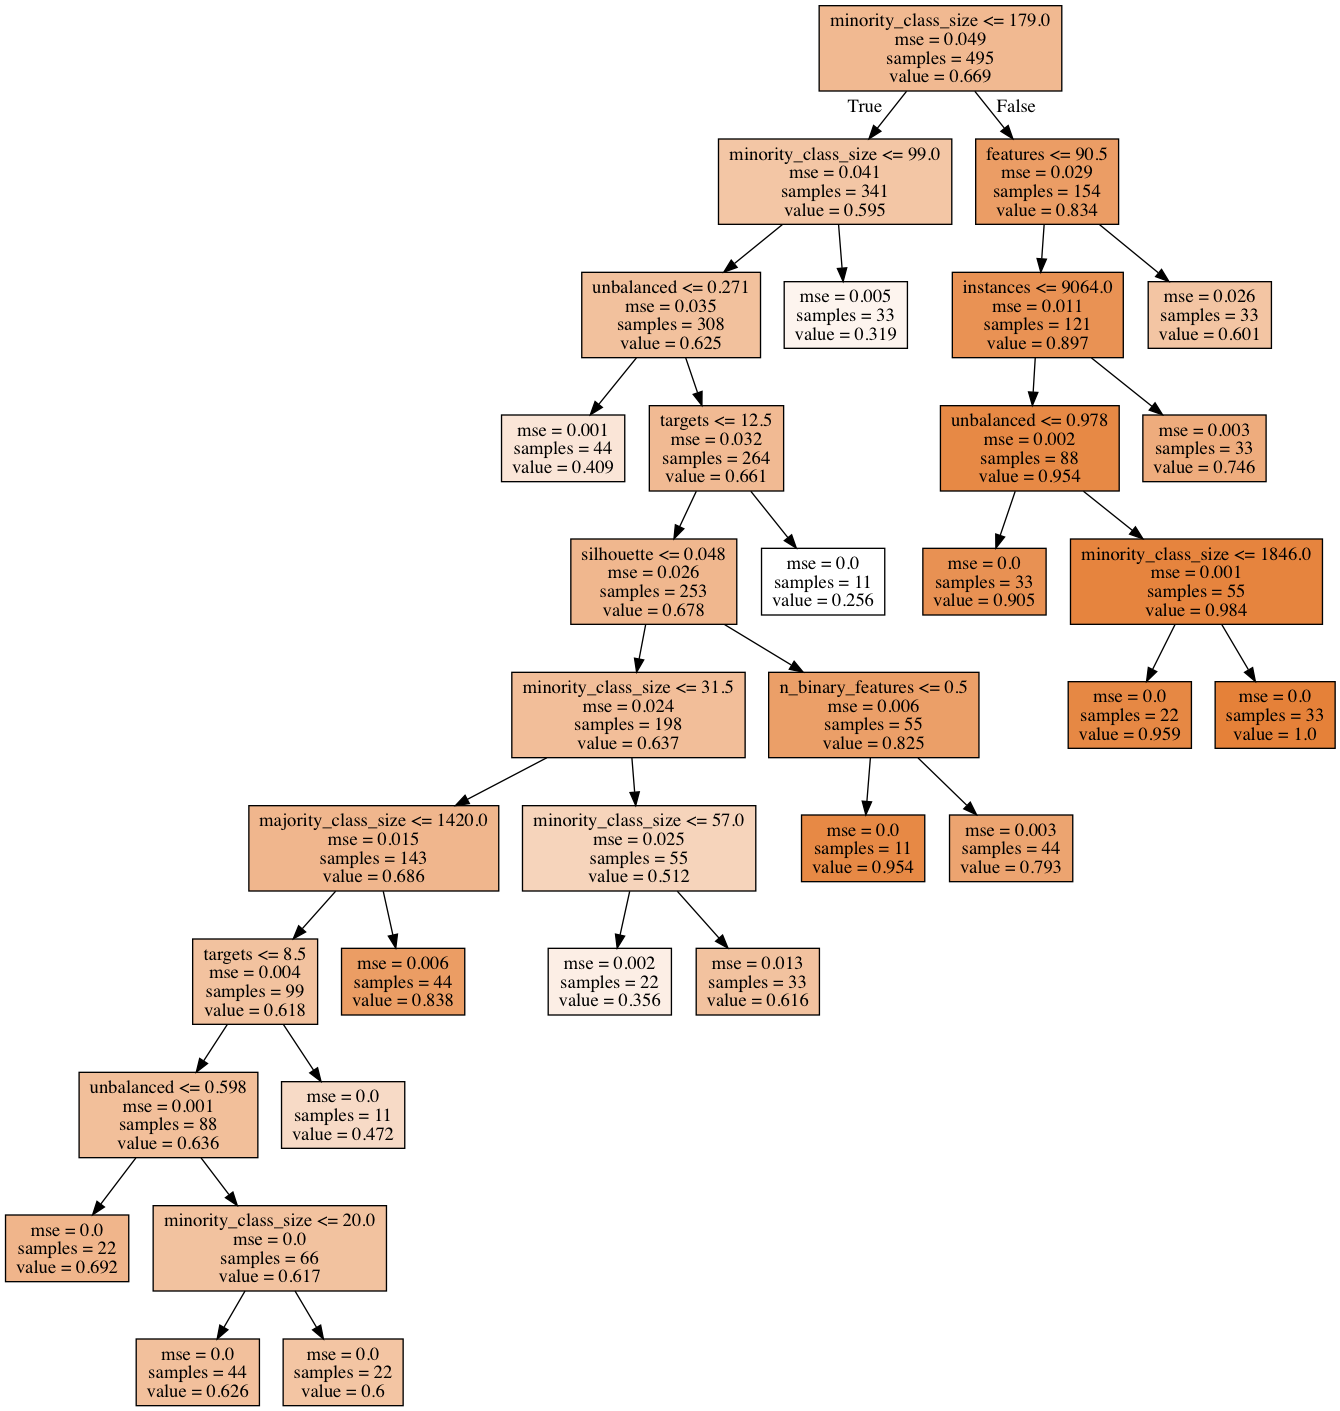 minority_class_size <= 179.0
mse = 0.049
samples = 495
value = 0.669
True
False
minority_class_size <= 99.0
mse = 0.041
samples = 341
value = 0.595
features <= 90.5
mse = 0.029
samples = 154
value = 0.834
unbalanced <= 0.271
mse = 0.035
samples = 308
value = 0.625
mse = 0.005
samples = 33
value = 0.319
instances <= 9064.0
mse = 0.011
samples = 121
value = 0.897
mse = 0.026
samples = 33
value = 0.601
mse = 0.001
samples = 44
value = 0.409
targets <= 12.5
mse = 0.032
samples = 264
value = 0.661
unbalanced <= 0.978
mse = 0.002
samples = 88
value = 0.954
mse = 0.003
samples = 33
value = 0.746
silhouette <= 0.048
mse = 0.026
samples = 253
value = 0.678
mse = 0.0
samples = 11
value = 0.256
mse = 0.0
samples = 33
value = 0.905
minority_class_size <= 1846.0
mse = 0.001
samples = 55
value = 0.984
minority_class_size <= 31.5
mse = 0.024
samples = 198
value = 0.637
n_binary_features <= 0.5
mse = 0.006
samples = 55
value = 0.825
mse = 0.0
samples = 22
value = 0.959
mse = 0.0
samples = 33
value = 1.0
majority_class_size <= 1420.0
mse = 0.015
samples = 143
value = 0.686
minority_class_size <= 57.0
mse = 0.025
samples = 55
value = 0.512
mse = 0.0
samples = 11
value = 0.954
mse = 0.003
samples = 44
value = 0.793
targets <= 8.5
mse = 0.004
samples = 99
value = 0.618
mse = 0.006
samples = 44
value = 0.838
mse = 0.002
samples = 22
value = 0.356
mse = 0.013
samples = 33
value = 0.616
unbalanced <= 0.598
mse = 0.001
samples = 88
value = 0.636
mse = 0.0
samples = 11
value = 0.472
mse = 0.0
samples = 22
value = 0.692
minority_class_size <= 20.0
mse = 0.0
samples = 66
value = 0.617
mse = 0.0
samples = 44
value = 0.626
mse = 0.0
samples = 22
value = 0.6